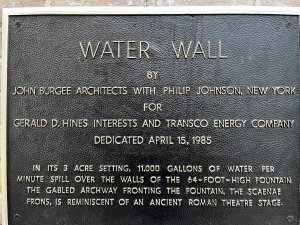 WATER WALL
BY
JOHN BURGEE ARCHITECTS WITH PHILIP JOHNSON, NEW YORK
FOR
GERALD D. HINES INTERESTS AND TRANSCO ENERGY COMPANY
DEDICATED APRIL 15, 1985
IN ITS 3 ACRE SETTING, 11,000 GALLONS OF WATER PER
MINUTE SPILL OVER THE WALLS OF THE 64-FOOT-HIGH FOUNTAIN.
THE GABLED ARCHWAY FRONTING THE FOUNTAIN, THE SCAENAE
FRONS, IS REMINISCENT OF AN ANCIENT ROMAN THEATRE STAGE.